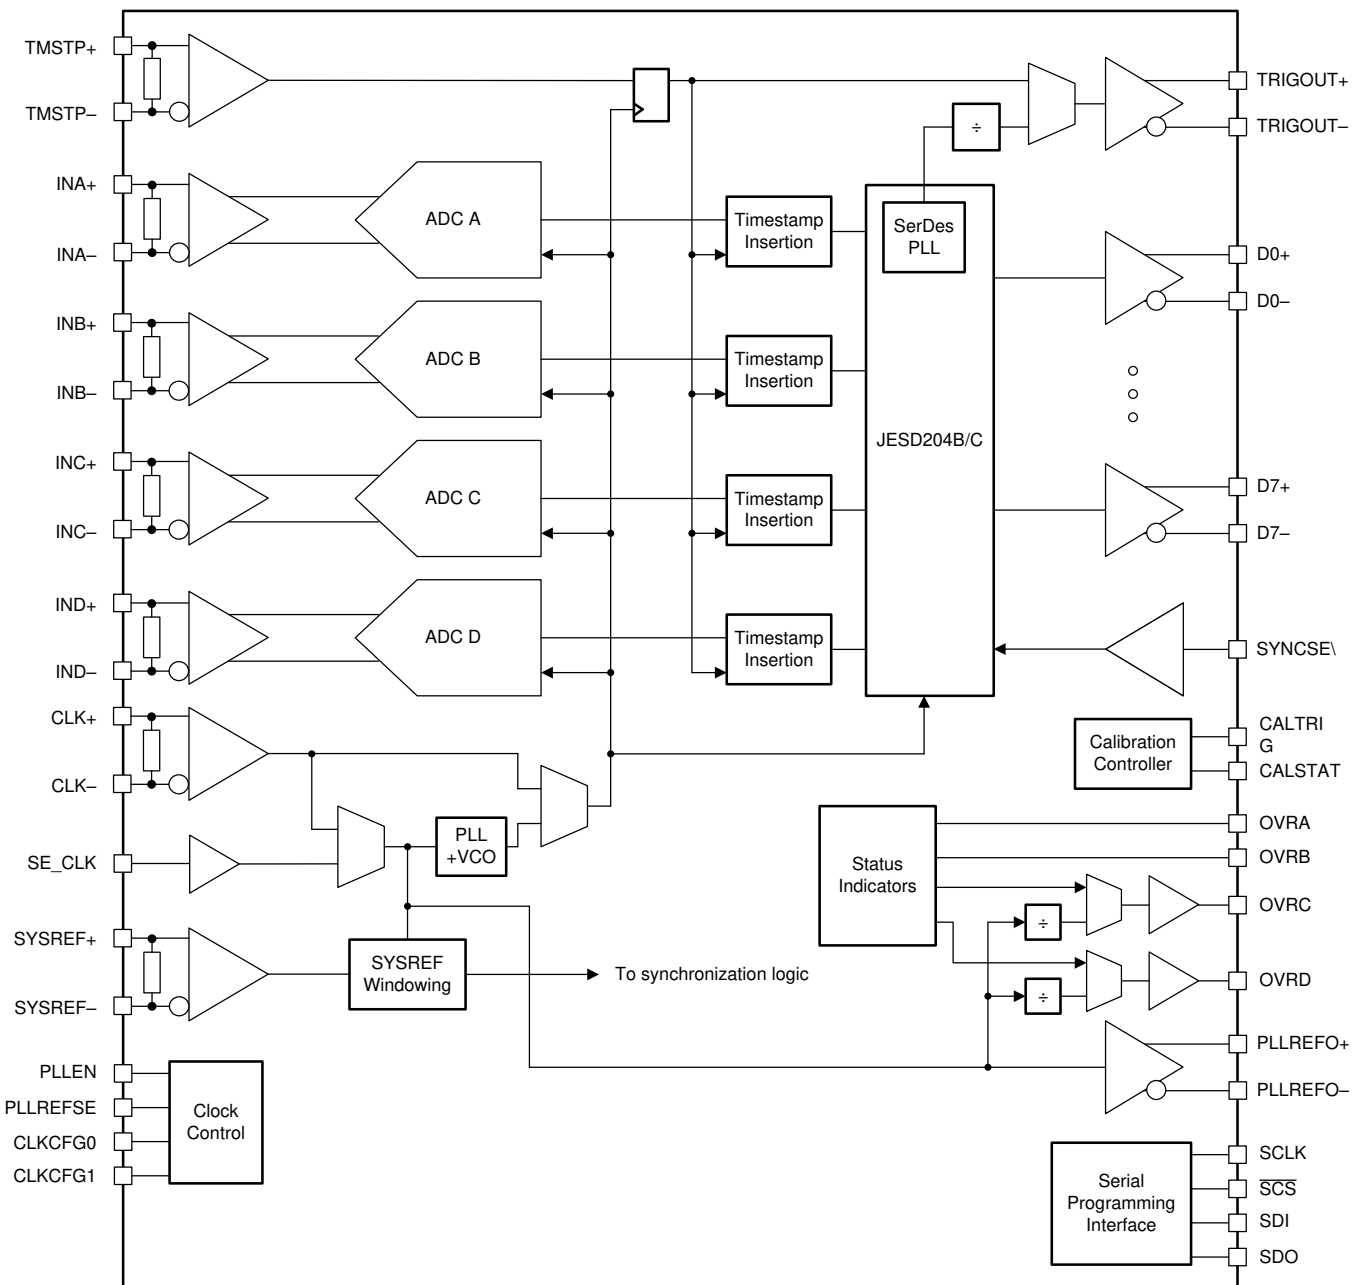 TMSTP+
TMSTP–
INA+
INA–
INB+
INB–
INC+
INC–
IND+
IND–
CLK+
CLK–
SE_CLK
SYSREF+
SYSREF–
PLLEN
PLLREFSE
CLKCFG0
CLKCFG1
ADC A
ADC B
ADC C
ADC D
PLL
+VCO
SYSREF
Windowing
To synchronization logic
Clock
Control
Timestamp
Insertion
Timestamp
Insertion
Timestamp
Insertion
Timestamp
Insertion
÷
SerDes
PLL
JESD204B/C
Calibration
Controller
Status
Indicators
÷
÷
Serial
Programming
Interface
TRIGOUT+
TRIGOUT–
D0+
D0–
D7+
D7–
SYNCSE\
CALTRI
G
CALSTAT
OVRA
OVRB
OVRC
OVRD
PLLREFO+
PLLREFO–
SCLK
SCS
SDI
SDO